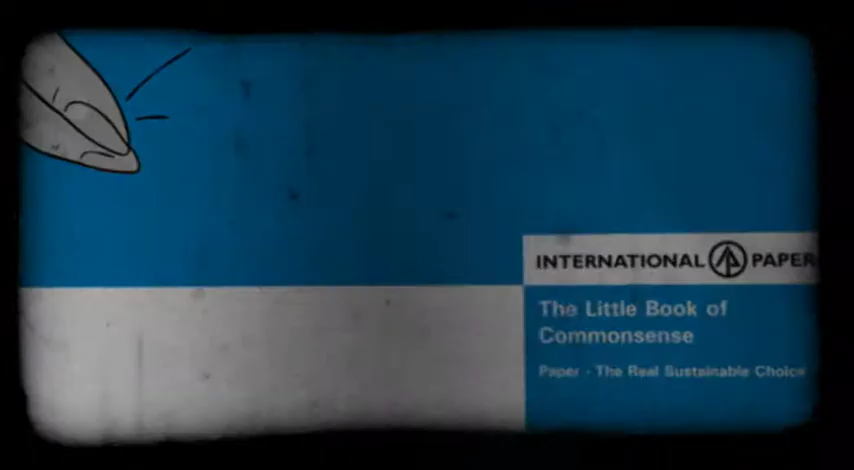 INTERNATIONAL PAPER
The Little Book of
Commonsense
Paper - The Real Sustainable Choice